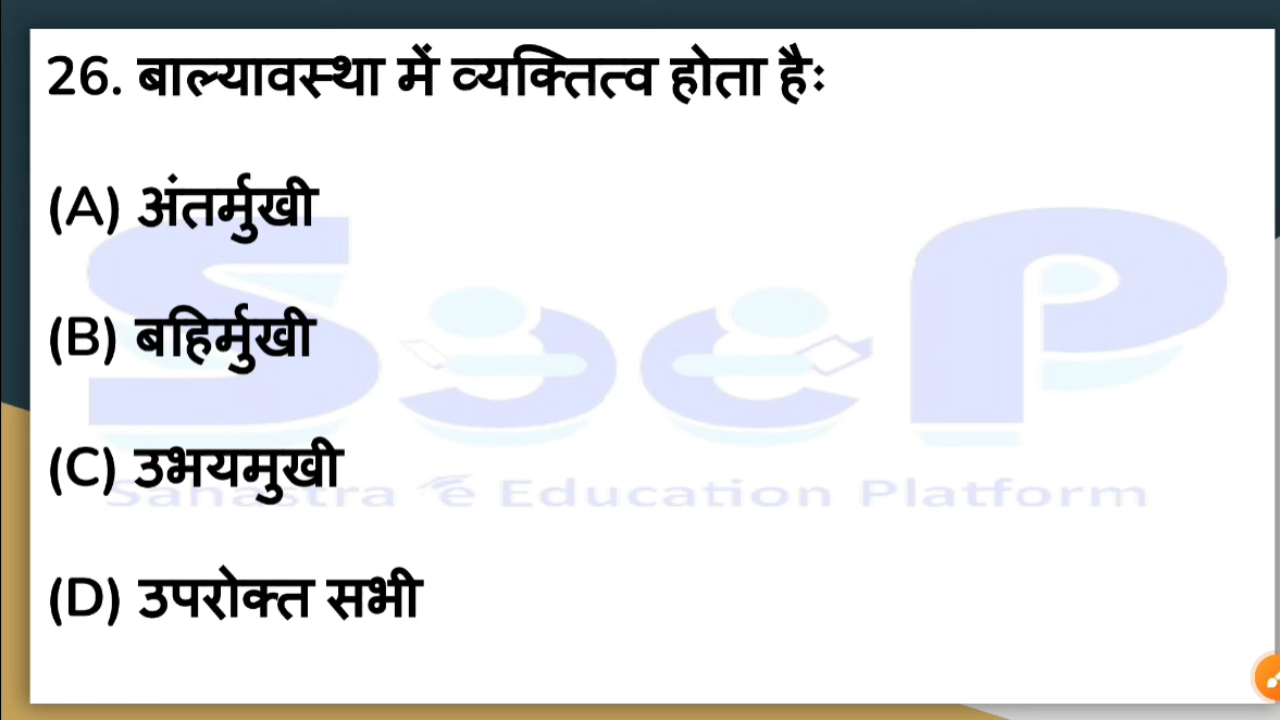 26. बाल्यावस्था में व्यक्तित्व होता हैः
(A) अंतर्मुखी
(B) बहिर्मुखी
(C) उभयमुखी
Sahastra e Education Platform
(D) उपरोक्त सभी